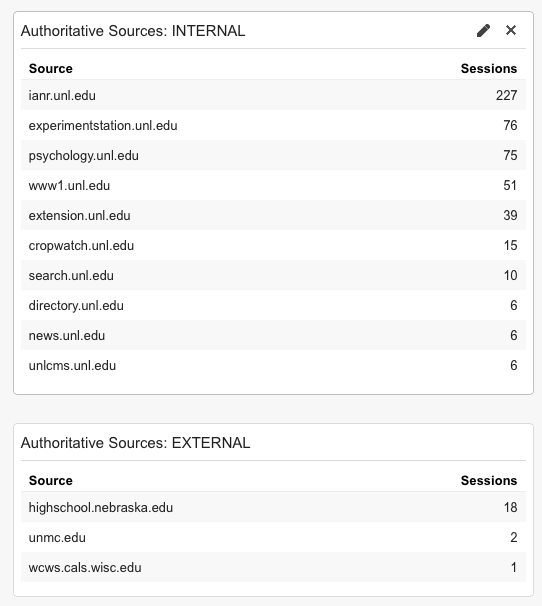 Authoritative Sources: INTERNAL
Source Sessions
ianr.unl.edu 227
experimentstation.unl.edu 76
psychology.unl.edu 75
www1.unl.edu 51
extension.unl.edu 39
cropwatch.unl.edu 15
search.unl.edu 10
directory.unl.edu 6
news.unl.edu 6
unlcms.unl.edu 6
Authoritative Sources: EXTERNAL
Source Sessions
highschool.nebraska.edu 18
unmc.edu 2
wcws.cals.wisc.edu 1